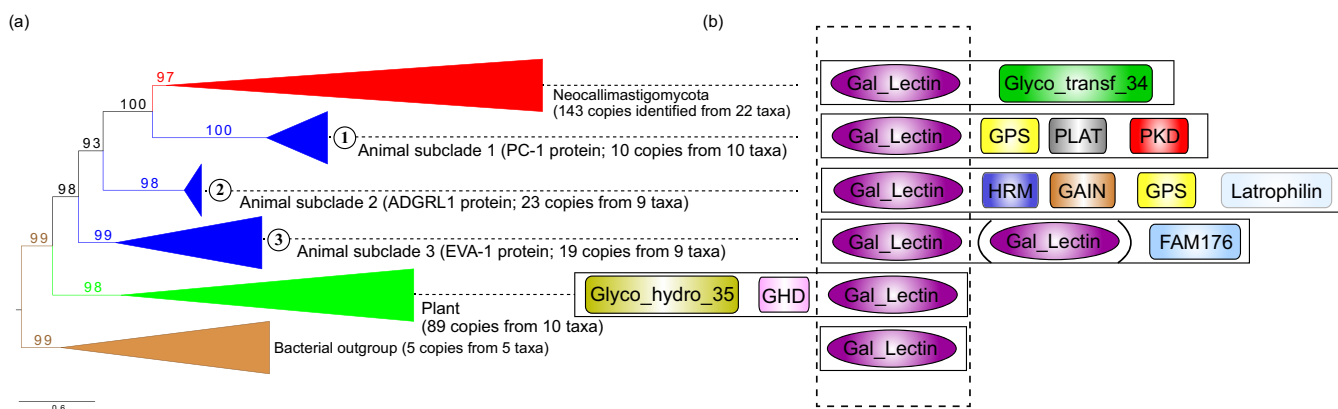 (a)
(b)
97
Neocallimastigomycota
(143 copies identified from 22 taxa)
Gal_Lectin Glyco_transf_34
100
100
1
Animal subclade 1 (PC-1 protein; 10 copies from 10 taxa)
Gal_Lectin GPS PLAT PKD
93
98
2
Animal subclade 2 (ADGRL1 protein; 23 copies from 9 taxa)
Gal_Lectin HRM GAIN GPS Latrophilin
98
99
3
Animal subclade 3 (EVA-1 protein; 19 copies from 9 taxa)
Gal_Lectin (Gal_Lectin) FAM176
99
98
Plant
(89 copies from 10 taxa)
Glyco_hydro_35 GHD Gal_Lectin
99
Bacterial outgroup (5 copies from 5 taxa)
Gal_Lectin
0.6